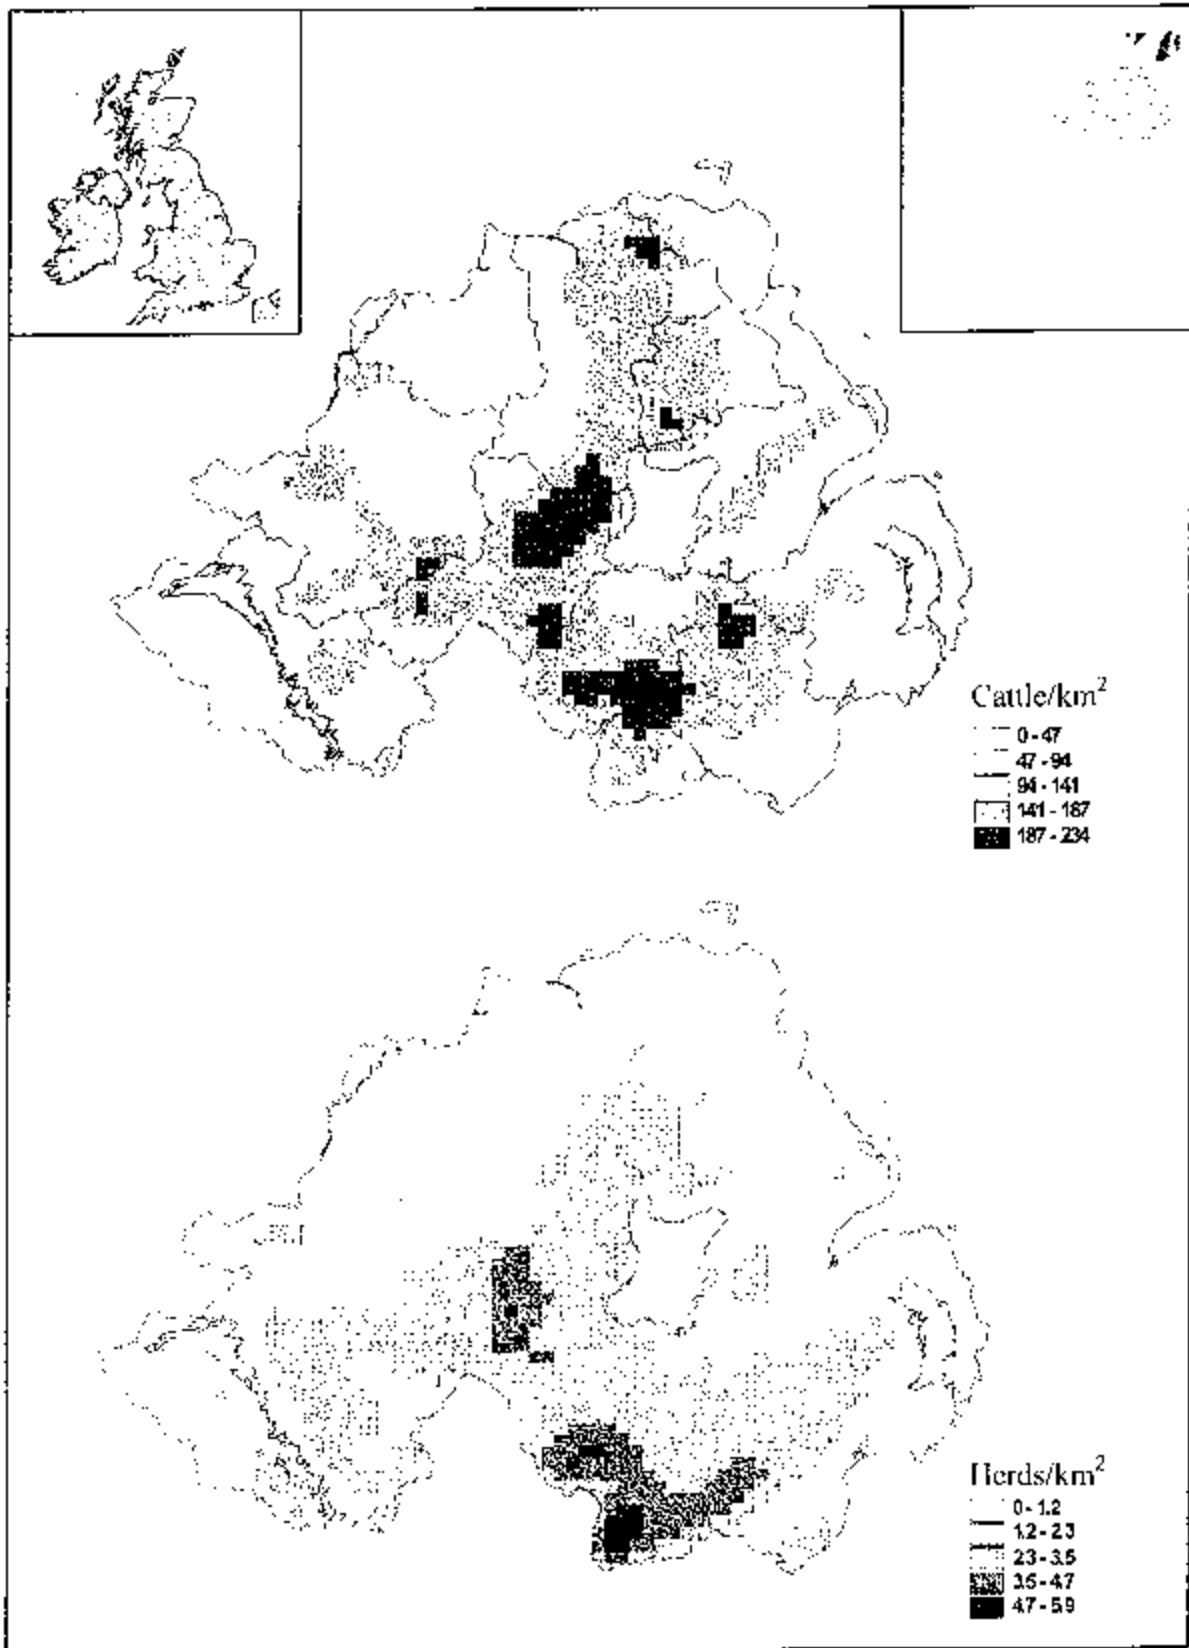 Cattle/km²
0 - 47
47 - 94
94 - 141
141 - 187
187 - 234
Herds/km²
0 - 1.2
1.2 - 2.3
2.3 - 3.5
3.5 - 4.7
4.7 - 5.9